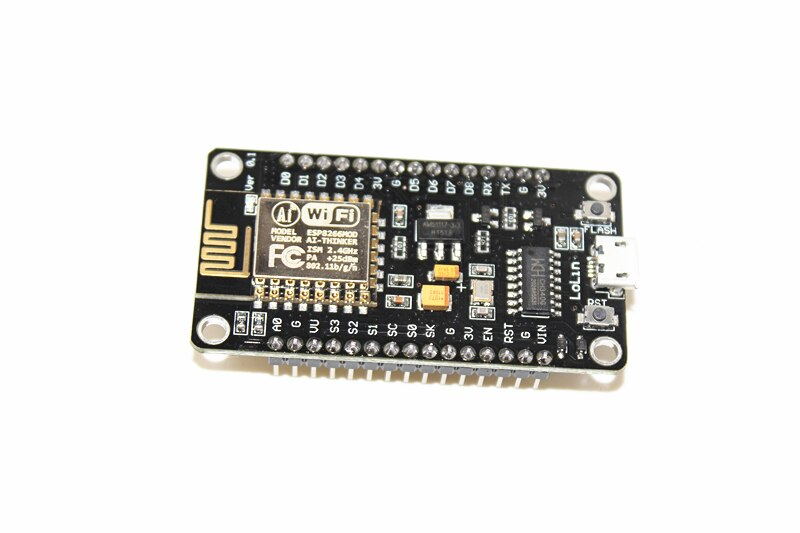 Ver 0.1
D0 D1 D2 D3 D4 3V G D5 D6 D7 D8 RX TX G 3V
Ai WiFi
MODEL ESP8266MOD
VENDOR AI-THINKER
FC ISM 2.4GHz
PA +25dBm
802.11b/g/n
FLASH
LoLin
RST
A0 G VU S3 S2 S1 SC S0 SK G 3V EN RST G VIN